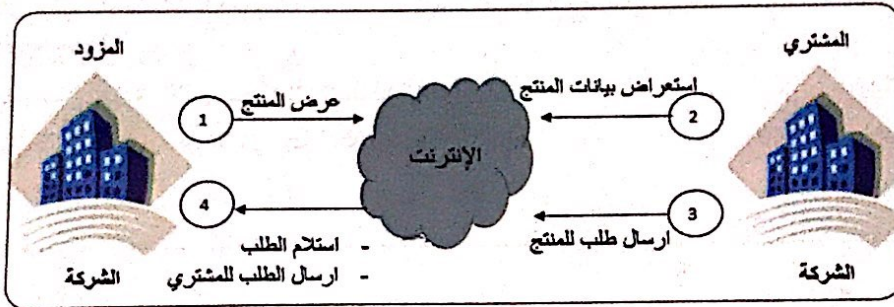 المشتري
المزود
استعراض بيانات المنتج
2
عرض المنتج
1
الإنترنت
3
ارسال طلب للمنتج
4
- استلام الطلب
- ارسال الطلب للمشتري
الشركة
الشركة